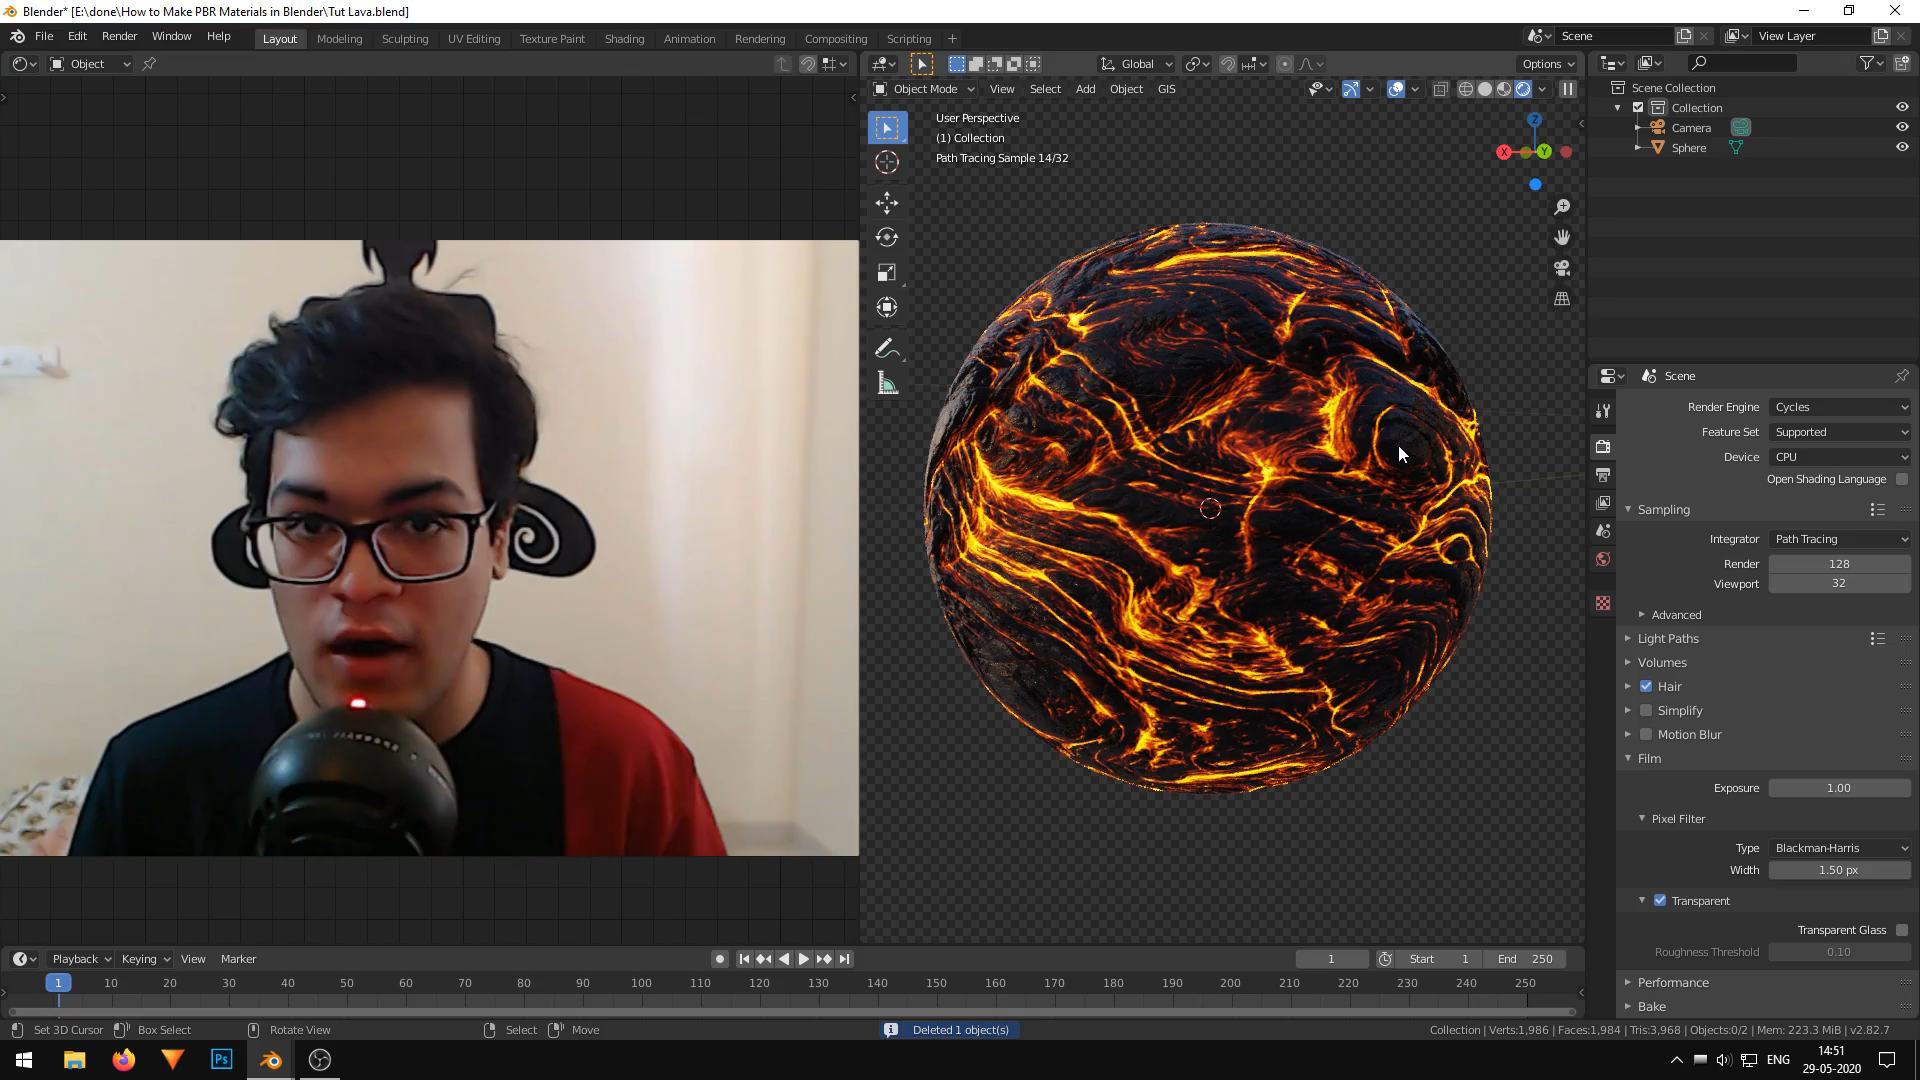 Blender* [E:\done\How to Make PBR Materials in Blender\Tut Lava.blend]
File Edit Render Window Help Layout Modeling Sculpting UV Editing Texture Paint Shading Animation Rendering Compositing Scripting + Scene View Layer
Object Global Options
Object Mode View Select Add Object GIS
User Perspective
(1) Collection
Path Tracing Sample 14/32
Z
X Y
Scene Collection
Collection
Camera
Sphere
Scene
Render Engine Cycles
Feature Set Supported
Device CPU
Open Shading Language
Sampling
Integrator Path Tracing
Render 128
Viewport 32
Advanced
Light Paths
Volumes
Hair
Simplify
Motion Blur
Film
Exposure 1.00
Pixel Filter
Type Blackman-Harris
Width 1.50 px
Transparent
Transparent Glass
Roughness Threshold 0.10
Performance
Bake
Playback Keying View Marker 1 Start 1 End 250
1 10 20 30 40 50 60 70 80 90 100 110 120 130 140 150 160 170 180 190 200 210 220 230 240 250
Set 3D Cursor Box Select Rotate View Select Move Deleted 1 object(s) Collection | Verts:1,986 | Faces:1,984 | Tris:3,968 | Objects:0/2 | Mem: 223.3 MiB | v2.82.7
Ps ENG 14:51
29-05-2020